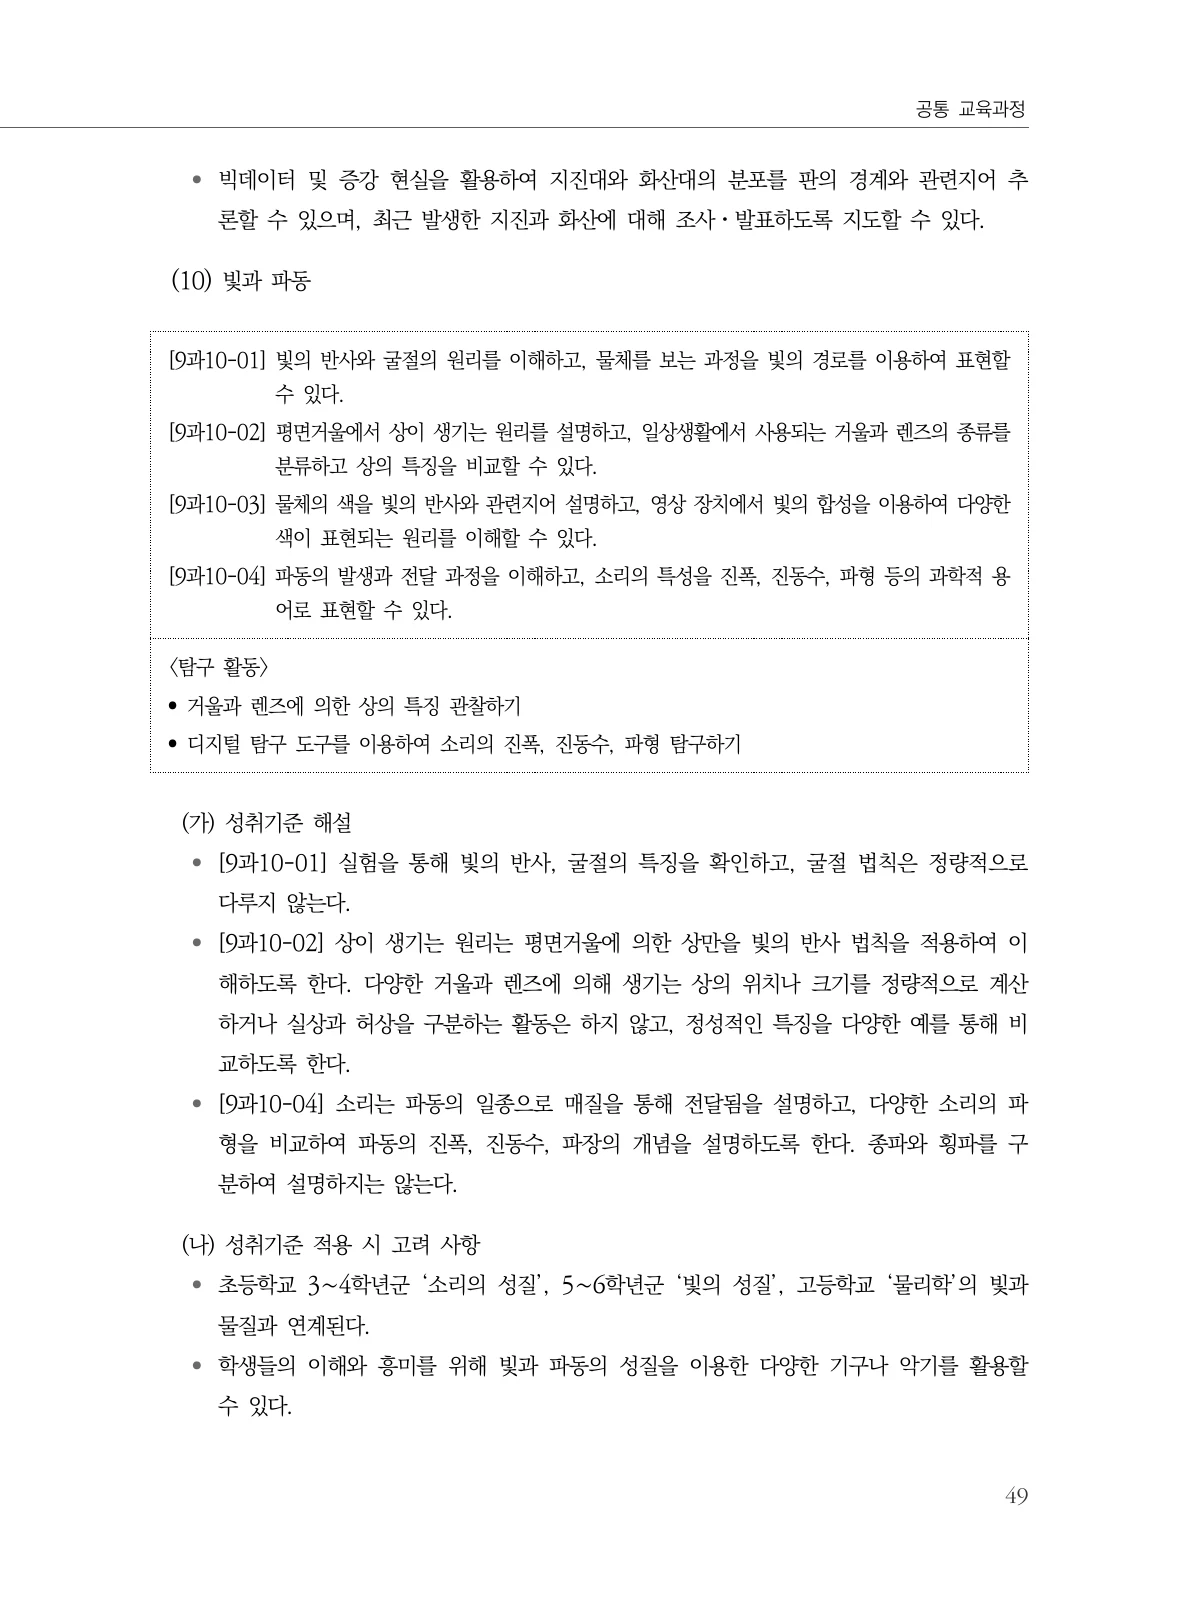 공통 교육과정
• 빅데이터 및 증강 현실을 활용하여 지진대와 화산대의 분포를 판의 경계와 관련지어 추
론할 수 있으며, 최근 발생한 지진과 화산에 대해 조사・발표하도록 지도할 수 있다.
(10) 빛과 파동
[9과10-01] 빛의 반사와 굴절의 원리를 이해하고, 물체를 보는 과정을 빛의 경로를 이용하여 표현할
수 있다.
[9과10-02] 평면거울에서 상이 생기는 원리를 설명하고, 일상생활에서 사용되는 거울과 렌즈의 종류를
분류하고 상의 특징을 비교할 수 있다.
[9과10-03] 물체의 색을 빛의 반사와 관련지어 설명하고, 영상 장치에서 빛의 합성을 이용하여 다양한
색이 표현되는 원리를 이해할 수 있다.
[9과10-04] 파동의 발생과 전달 과정을 이해하고, 소리의 특성을 진폭, 진동수, 파형 등의 과학적 용
어로 표현할 수 있다.
〈탐구 활동〉
• 거울과 렌즈에 의한 상의 특징 관찰하기
• 디지털 탐구 도구를 이용하여 소리의 진폭, 진동수, 파형 탐구하기
(가) 성취기준 해설
• [9과10-01] 실험을 통해 빛의 반사, 굴절의 특징을 확인하고, 굴절 법칙은 정량적으로
다루지 않는다.
• [9과10-02] 상이 생기는 원리는 평면거울에 의한 상만을 빛의 반사 법칙을 적용하여 이
해하도록 한다. 다양한 거울과 렌즈에 의해 생기는 상의 위치나 크기를 정량적으로 계산
하거나 실상과 허상을 구분하는 활동은 하지 않고, 정성적인 특징을 다양한 예를 통해 비
교하도록 한다.
• [9과10-04] 소리는 파동의 일종으로 매질을 통해 전달됨을 설명하고, 다양한 소리의 파
형을 비교하여 파동의 진폭, 진동수, 파장의 개념을 설명하도록 한다. 종파와 횡파를 구
분하여 설명하지는 않는다.
(나) 성취기준 적용 시 고려 사항
• 초등학교 3~4학년군 ‘소리의 성질’, 5~6학년군 ‘빛의 성질’, 고등학교 ‘물리학’의 빛과
물질과 연계된다.
• 학생들의 이해와 흥미를 위해 빛과 파동의 성질을 이용한 다양한 기구나 악기를 활용할
수 있다.
49